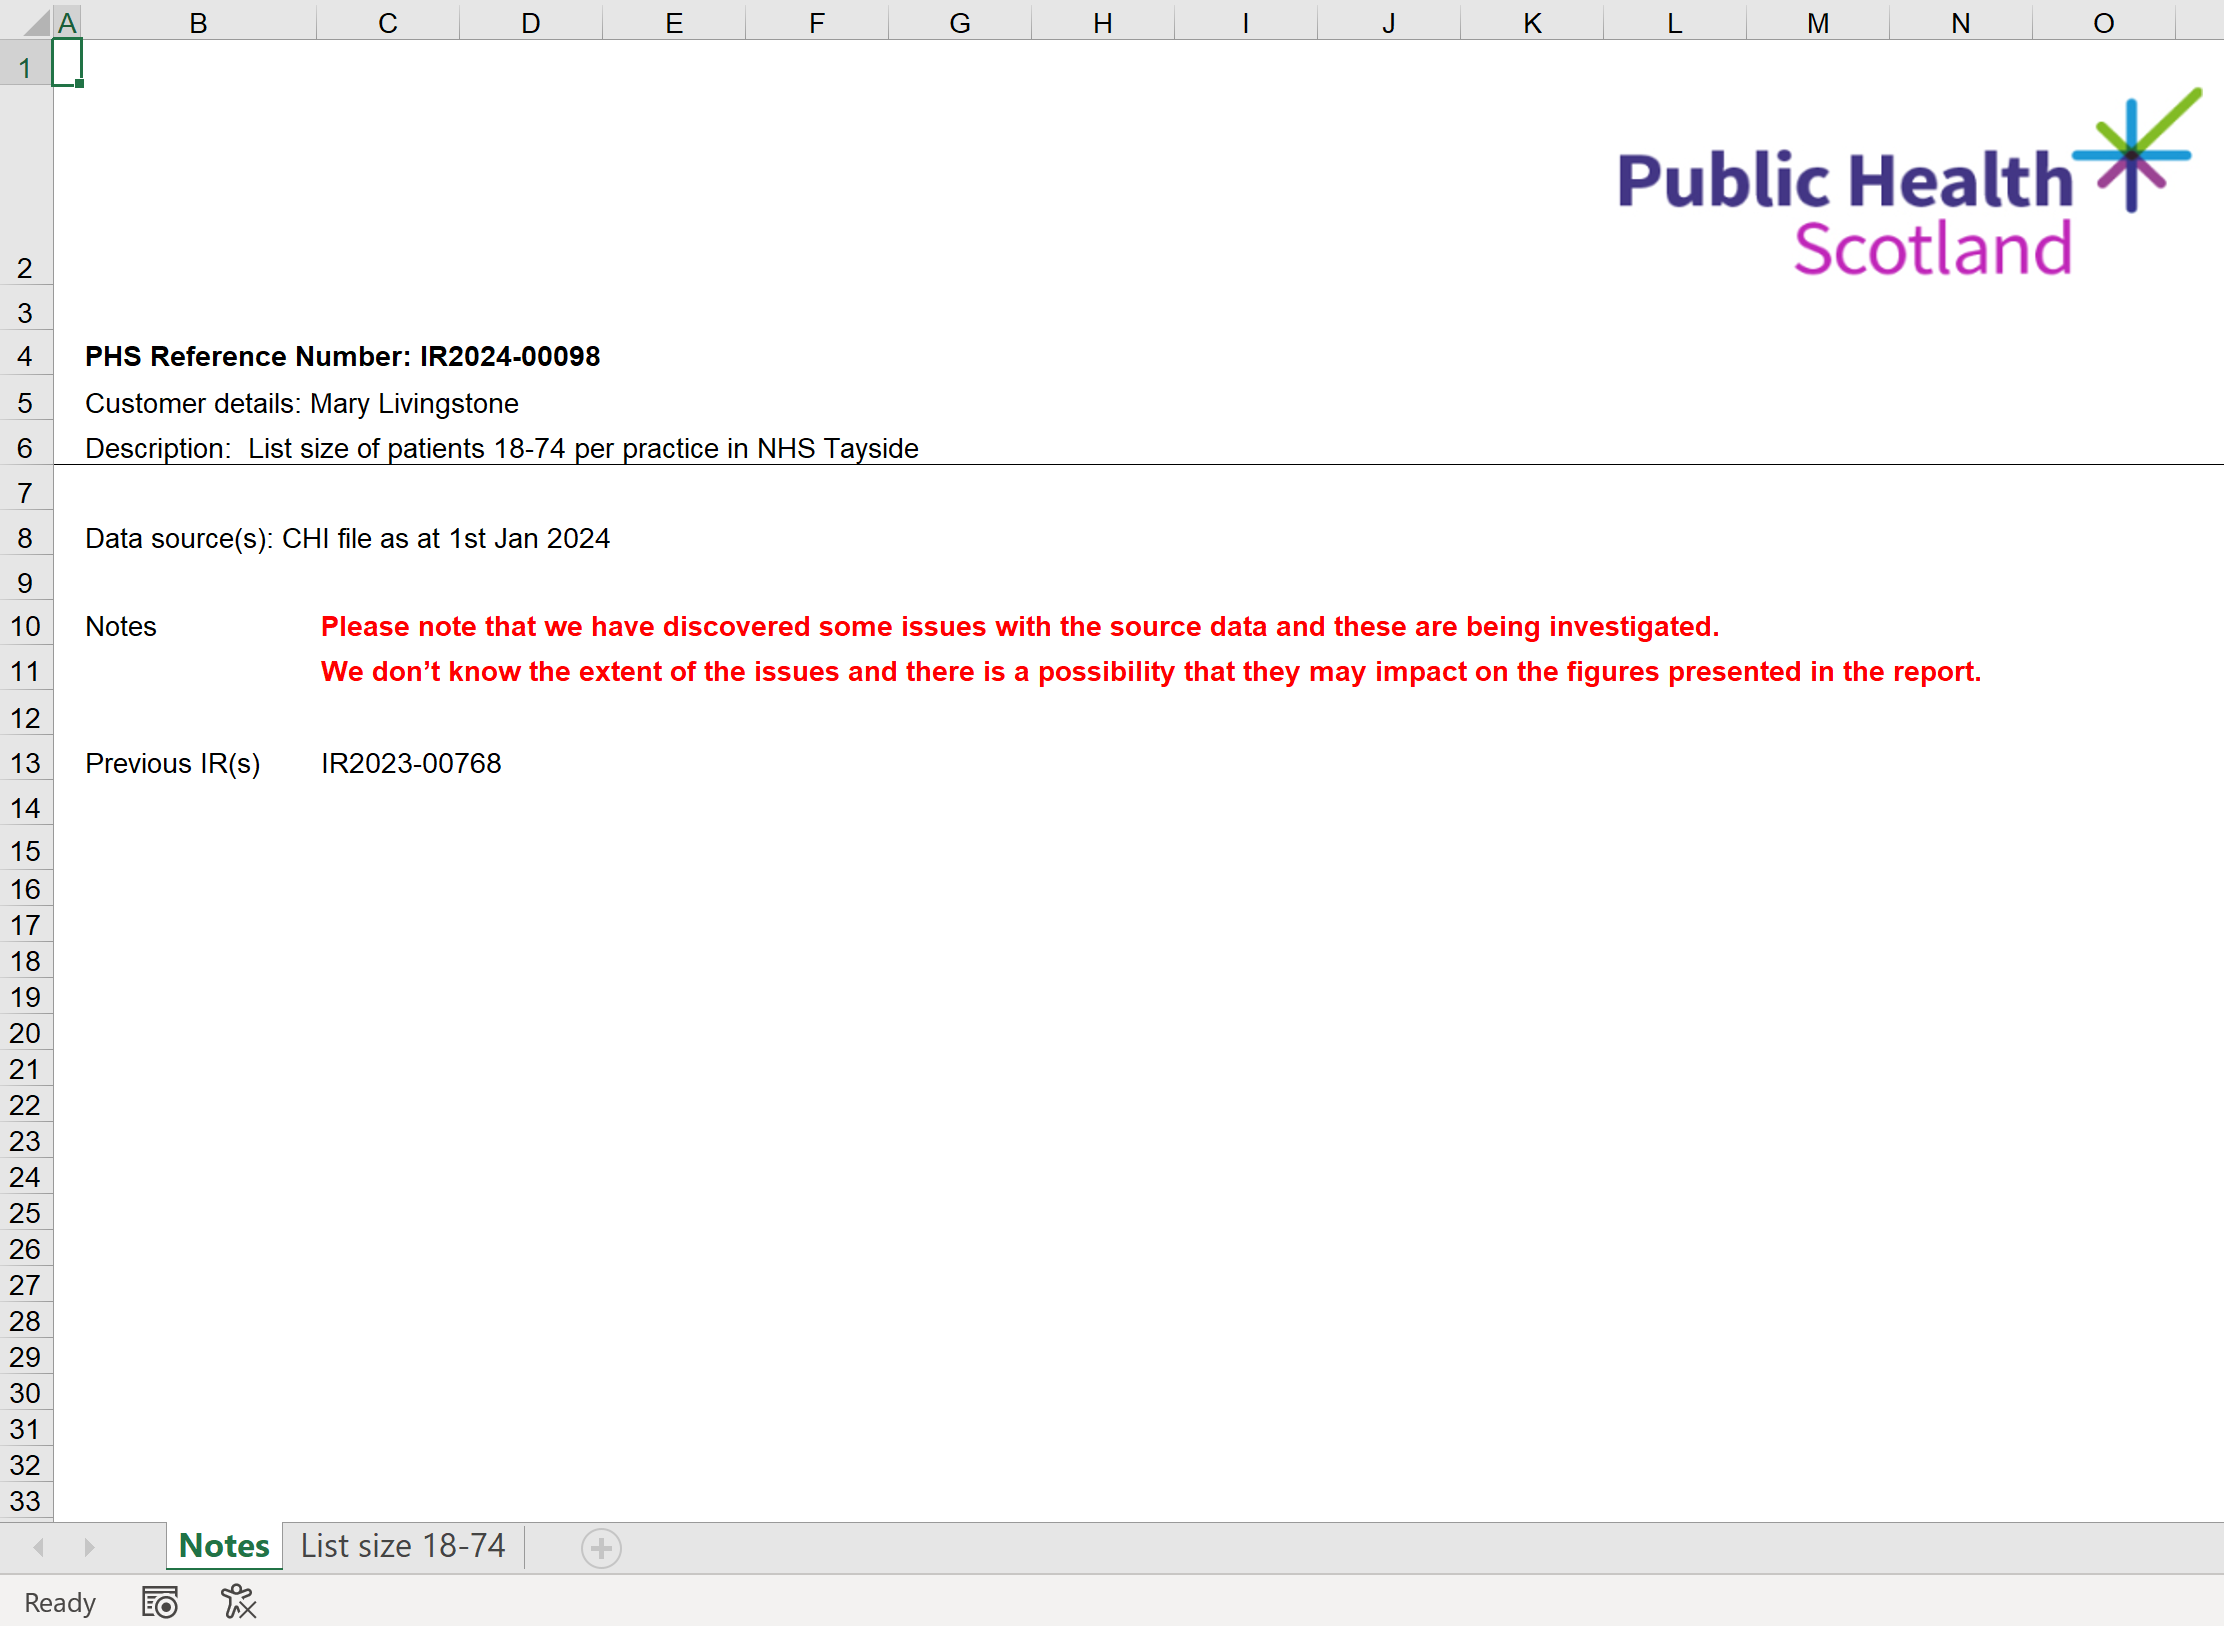 A B C D E F G H I J K L M N O
1
Public Health
Scotland
2
3
4 PHS Reference Number: IR2024-00098
5 Customer details: Mary Livingstone
6 Description:  List size of patients 18-74 per practice in NHS Tayside
7
8 Data source(s): CHI file as at 1st Jan 2024
9
10 Notes Please note that we have discovered some issues with the source data and these are being investigated.
11 We don’t know the extent of the issues and there is a possibility that they may impact on the figures presented in the report.
12
13 Previous IR(s) IR2023-00768
14
15
16
17
18
19
20
21
22
23
24
25
26
27
28
29
30
31
32
33
Notes List size 18-74
Ready